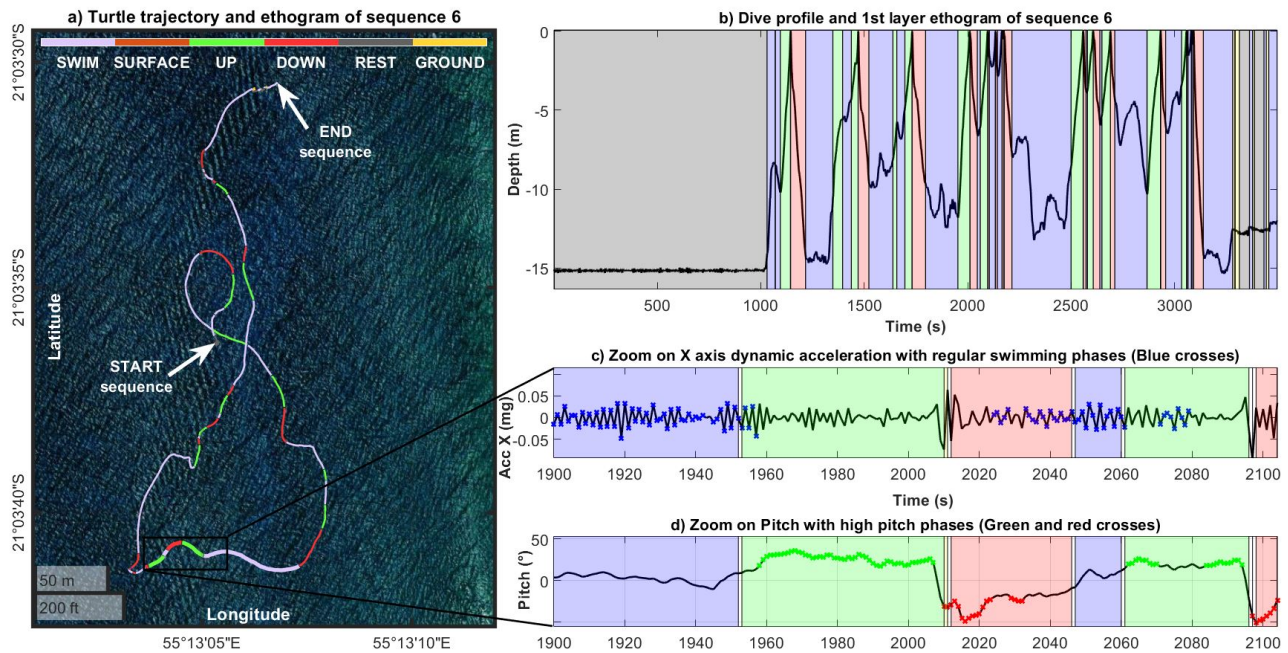 a) Turtle trajectory and ethogram of sequence 6
SWIM SURFACE UP DOWN REST GROUND
END
sequence
START
sequence
21°03'30"S
21°03'35"S
21°03'40"S
Latitude
50 m
200 ft
Longitude
55°13'05"E 55°13'10"E
b) Dive profile and 1st layer ethogram of sequence 6
Depth (m)
0
-5
-10
-15
500 1000 1500 2000 2500 3000
Time (s)
c) Zoom on X axis dynamic acceleration with regular swimming phases (Blue crosses)
Acc X (mg)
0.05
0
-0.05
1900 1920 1940 1960 1980 2000 2020 2040 2060 2080 2100
Time (s)
d) Zoom on Pitch with high pitch phases (Green and red crosses)
Pitch (°)
50
0
-50
1900 1920 1940 1960 1980 2000 2020 2040 2060 2080 2100